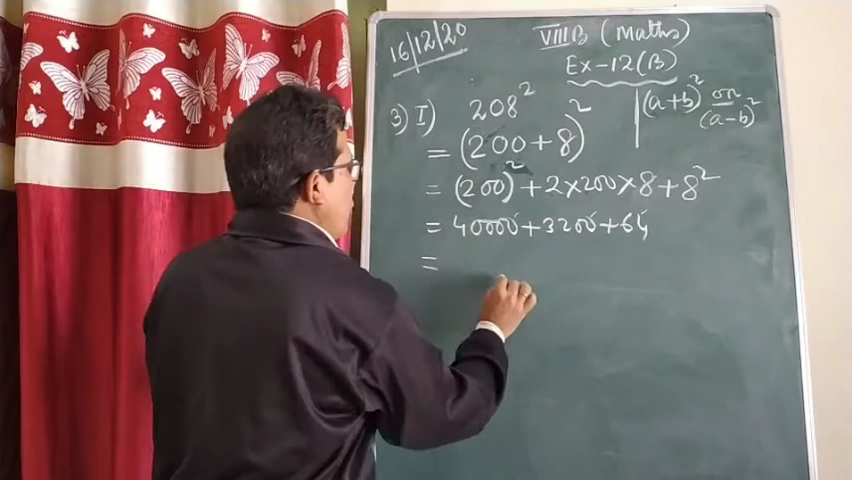 16/12/20
VIIIB (Maths)
Ex-12(B)
(a+b)² or
(a-b)²
3) I) 208²
= (200+8)²
= (200)² + 2×200×8 + 8²
= 40000 + 3200 + 64
=